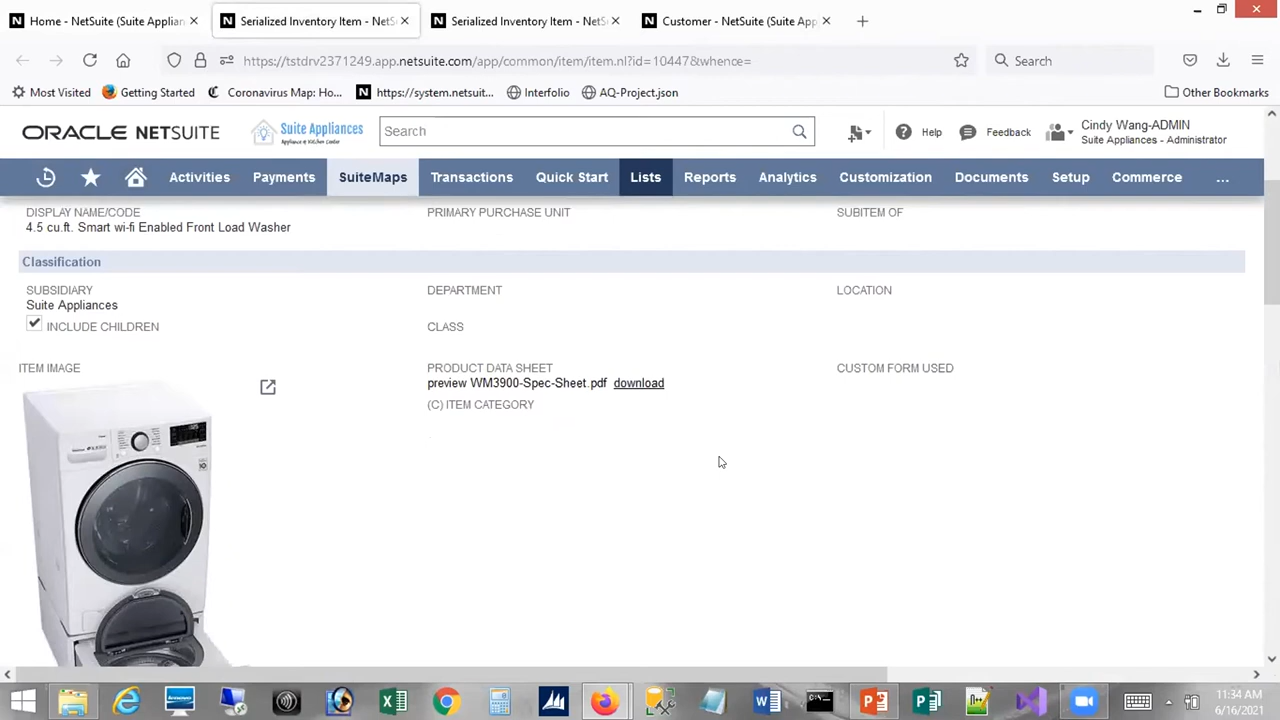 Home - NetSuite (Suite Applian
Serialized Inventory Item - NetS
Serialized Inventory Item - NetS
Customer - NetSuite (Suite App
https://tstdrv2371249.app.netsuite.com/app/common/item/item.nl?id=10447&whence=
Search
Most Visited
Getting Started
Coronavirus Map: Ho...
https://system.netsuit...
Interfolio
AQ-Project.json
Other Bookmarks
ORACLE NETSUITE
Suite Appliances
Appliance & Kitchen Center
Search
Help
Feedback
Cindy Wang-ADMIN
Suite Appliances - Administrator
Activities
Payments
SuiteMaps
Transactions
Quick Start
Lists
Reports
Analytics
Customization
Documents
Setup
Commerce
...
DISPLAY NAME/CODE
4.5 cu.ft. Smart wi-fi Enabled Front Load Washer
PRIMARY PURCHASE UNIT
SUBITEM OF
Classification
SUBSIDIARY
Suite Appliances
INCLUDE CHILDREN
DEPARTMENT
CLASS
LOCATION
ITEM IMAGE
PRODUCT DATA SHEET
preview WM3900-Spec-Sheet.pdf download
(C) ITEM CATEGORY
CUSTOM FORM USED
11:34 AM
6/16/2021